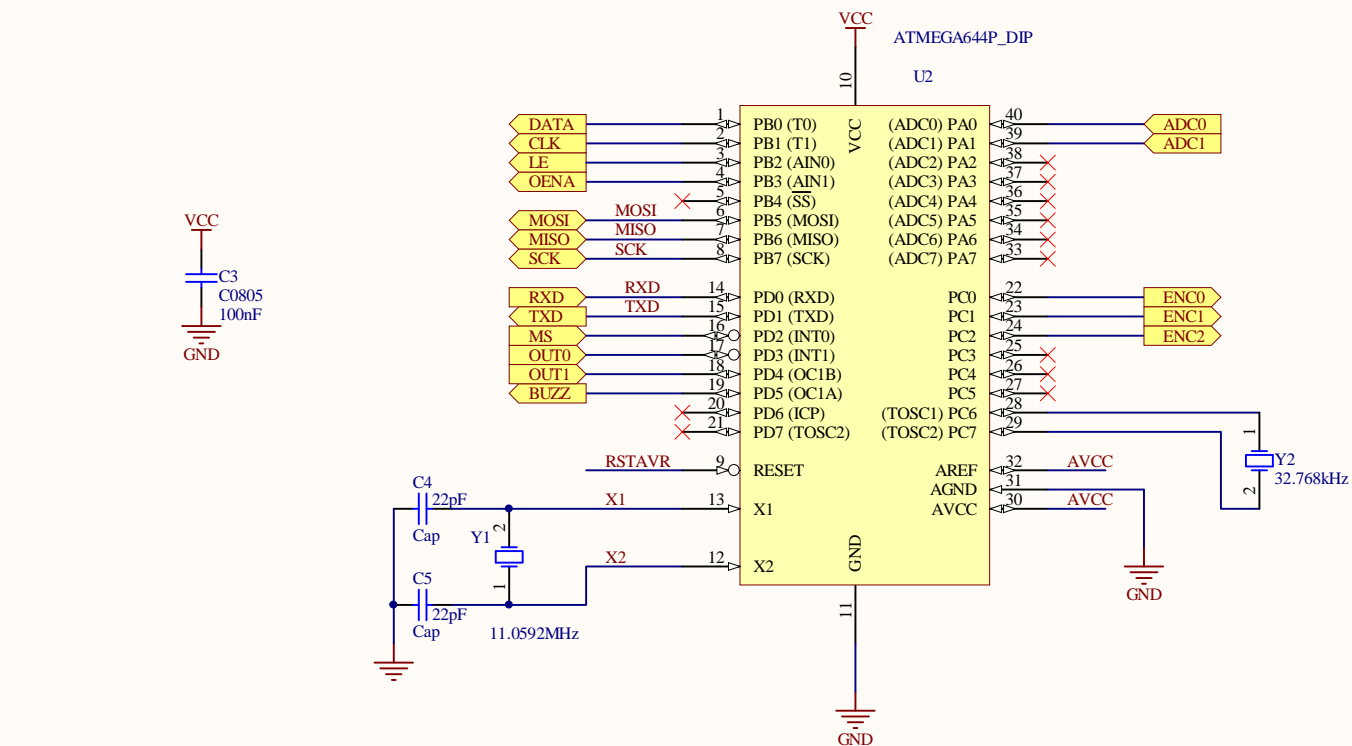 VCC
ATMEGA644P_DIP
U2
10
VCC
DATA 1 PB0 (T0) (ADC0) PA0 40 ADC0
CLK 2 PB1 (T1) (ADC1) PA1 39 ADC1
LE 3 PB2 (AIN0) (ADC2) PA2 38
OENA 4 PB3 (AIN1) (ADC3) PA3 37
5 PB4 (SS) (ADC4) PA4 36
MOSI MOSI 6 PB5 (MOSI) (ADC5) PA5 35
MISO MISO 7 PB6 (MISO) (ADC6) PA6 34
SCK SCK 8 PB7 (SCK) (ADC7) PA7 33
VCC
C3
C0805
100nF
GND
RXD RXD 14 PD0 (RXD) PC0 22 ENC0
TXD TXD 15 PD1 (TXD) PC1 23 ENC1
MS 16 PD2 (INT0) PC2 24 ENC2
OUT0 17 PD3 (INT1) PC3 25
OUT1 18 PD4 (OC1B) PC4 26
BUZZ 19 PD5 (OC1A) PC5 27
20 PD6 (ICP) (TOSC1) PC6 28
21 PD7 (TOSC2) (TOSC2) PC7 29
1
Y2
32.768kHz
2
RSTAVR 9 RESET AREF 32 AVCC
AGND 31
X1 13 X1 AVCC 30 AVCC
C4
22pF
Cap
Y1
2
1
X2 12 X2
GND
C5
22pF
Cap
11.0592MHz
11
GND
GND